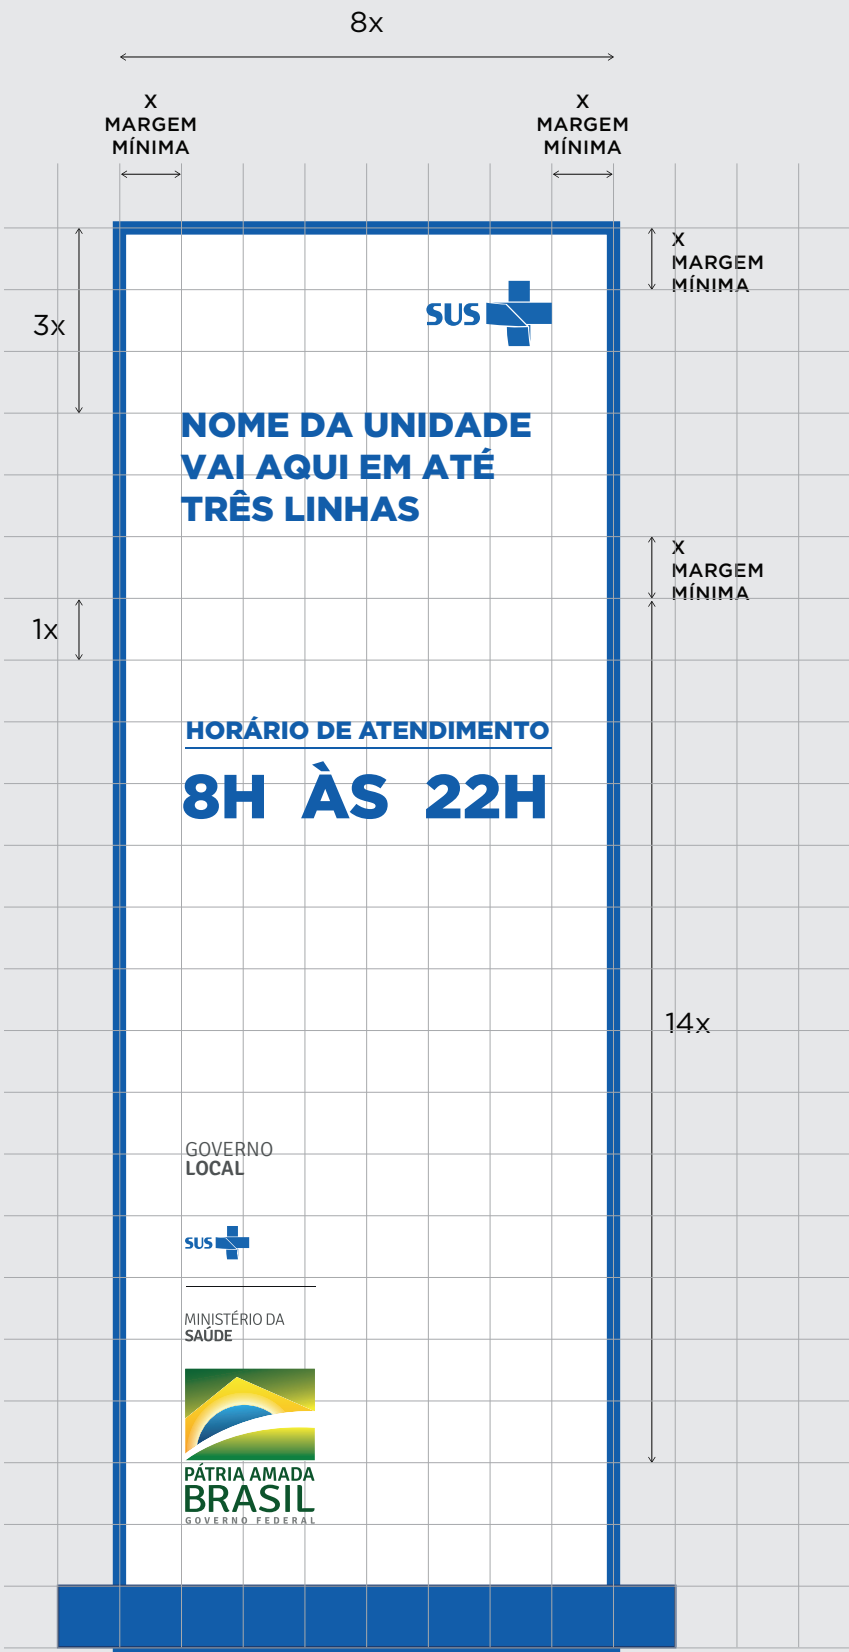 8x
X
MARGEM
MÍNIMA
X
MARGEM
MÍNIMA
X
MARGEM
MÍNIMA
3x
SUS
NOME DA UNIDADE
VAI AQUI EM ATÉ
TRÊS LINHAS
X
MARGEM
MÍNIMA
1x
HORÁRIO DE ATENDIMENTO
8H ÀS 22H
14x
GOVERNO
LOCAL
SUS
MINISTÉRIO DA
SAÚDE
PÁTRIA AMADA
BRASIL
GOVERNO FEDERAL